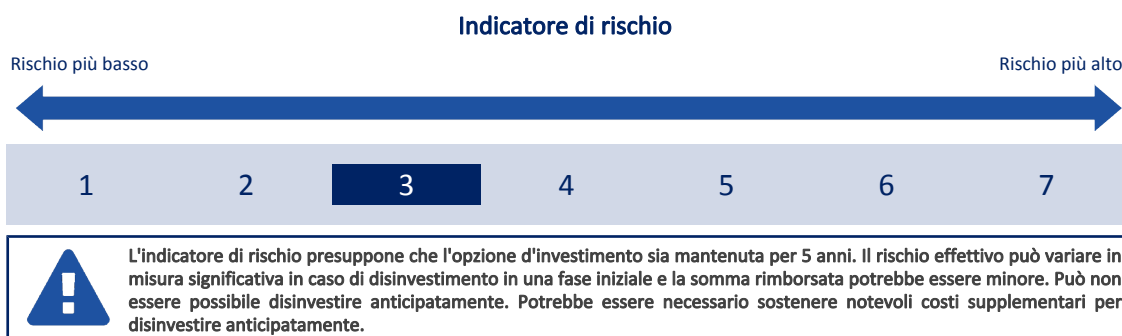 Indicatore di rischio
Rischio più basso
Rischio più alto
1 2 3 4 5 6 7
L'indicatore di rischio presuppone che l'opzione d'investimento sia mantenuta per 5 anni. Il rischio effettivo può variare in
misura significativa in caso di disinvestimento in una fase iniziale e la somma rimborsata potrebbe essere minore. Può non
essere possibile disinvestire anticipatamente. Potrebbe essere necessario sostenere notevoli costi supplementari per
disinvestire anticipatamente.